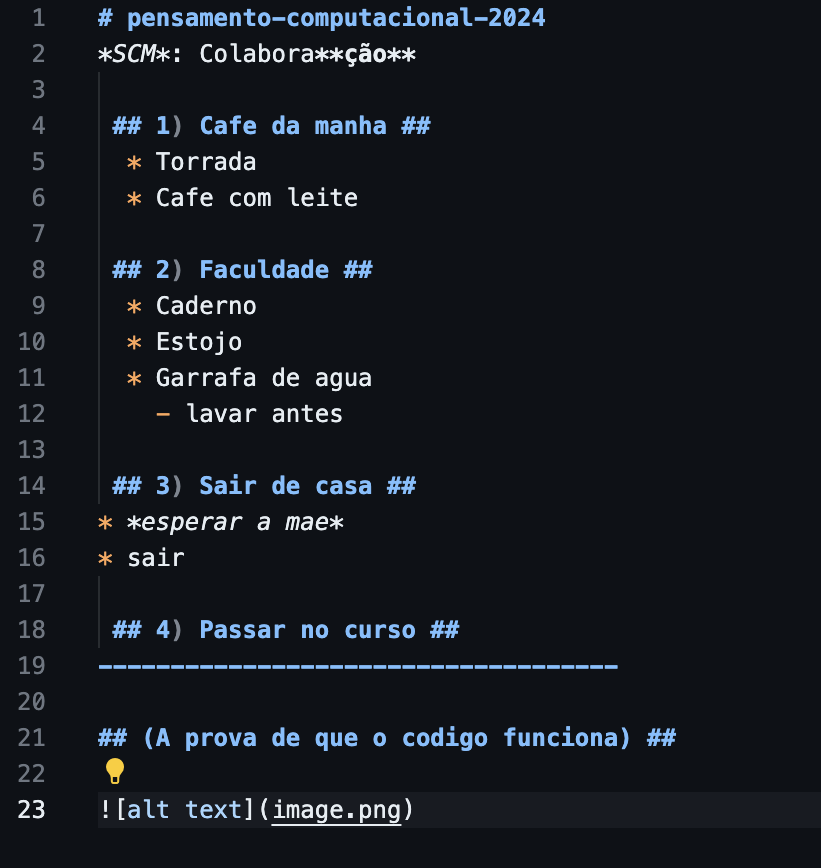 1 # pensamento-computacional-2024
2 *SCM*: Colabora**ção**
3
4 ## 1) Cafe da manha ##
5 * Torrada
6 * Cafe com leite
7
8 ## 2) Faculdade ##
9 * Caderno
10 * Estojo
11 * Garrafa de agua
12 - lavar antes
13
14 ## 3) Sair de casa ##
15 * *esperar a mae*
16 * sair
17
18 ## 4) Passar no curso ##
19 ------------------------------------
20
21 ## (A prova de que o codigo funciona) ##
22
23 ![alt text](image.png)